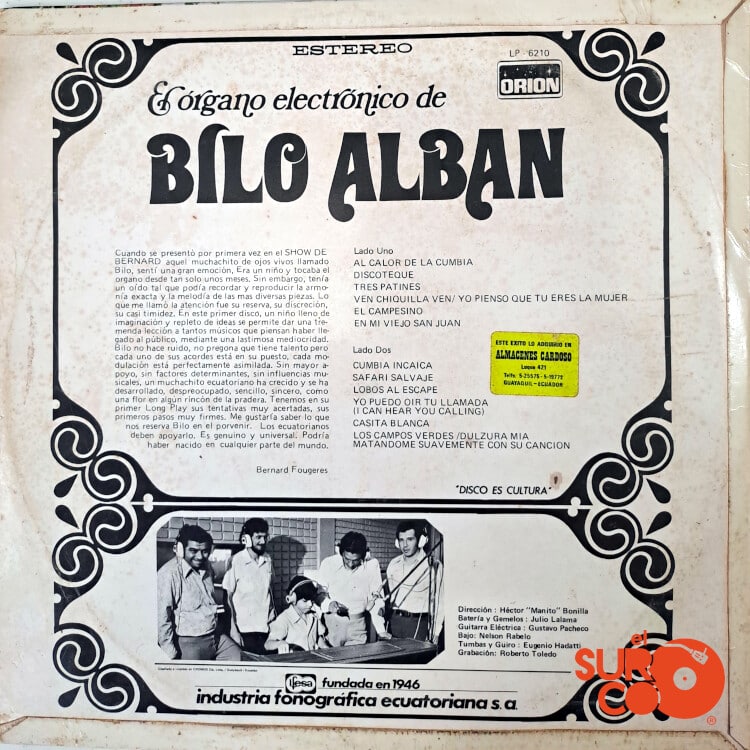 ESTEREO
LP - 6210
ORION
El órgano electrónico de
BILO ALBAN
Cuando se presentó por primera vez en el SHOW DE
BERNARD aquel muchachito de ojos vivos llamado
Bilo, sentí una gran emoción. Era un niño y tocaba el
organo desde tan solo unos meses. Sin embargo, tenía
un oído tal que podía recordar y reproducir la armo-
nía exacta y la melodía de las mas diversas piezas. Lo
que me llamó la atención fue su reserva, su discreción,
su casi timidez. En este primer disco, un niño lleno de
imaginación y repleto de ideas se permite dar una tre-
menda lección a tantos músicos que piensan haber lle-
gado al público, mediante una lastimosa mediocridad.
Bilo no hace ruido, no pregona que tiene talento pero
cada uno de sus acordes está en su puesto, cada mo-
dulación está perfectamente asimilada. Sin mayor a-
poyo, sin factores determinantes, sin influencias mu-
sicales, un muchachito ecuatoriano ha crecido y se ha
desarrollado, despreocupado, sencillo, sincero, como
una flor en algún rincón de la pradera. Tenemos en su
primer Long Play sus tentativas muy acertadas, sus
primeros pasos muy firmes. Me gustaría saber lo que
nos reserva Bilo en el porvenir. Los ecuatorianos
deben apoyarlo. Es genuino y universal. Podría
haber nacido en cualquier parte del mundo.
Bernard Fougeres
Lado Uno
AL CALOR DE LA CUMBIA
DISCOTEQUE
TRES PATINES
VEN CHIQUILLA VEN/ YO PIENSO QUE TU ERES LA MUJER
EL CAMPESINO
EN MI VIEJO SAN JUAN
Lado Dos
CUMBIA INCAICA
SAFARI SALVAJE
LOBOS AL ESCAPE
YO PUEDO OIR TU LLAMADA
(I CAN HEAR YOU CALLING)
CASITA BLANCA
LOS CAMPOS VERDES /DULZURA MIA
MATANDOME SUAVEMENTE CON SU CANCION
ESTE EXITO LO ADQUIRIO EN
ALMACENES CARDOSO
Luque 421
GUAYAQUIL - ECUADOR
"DISCO ES CULTURA"
Dirección : Héctor "Manito" Bonilla
Batería y Gemelos : Julio Lalama
Guitarra Eléctrica : Gustavo Pacheco
Bajo: Nelson Rabelo
Tumbas y Guiro : Eugenio Hadatti
Grabación: Roberto Toledo
ifesa fundada en 1946
industria fonográfica ecuatoriana s.a.
el
SURCO
®